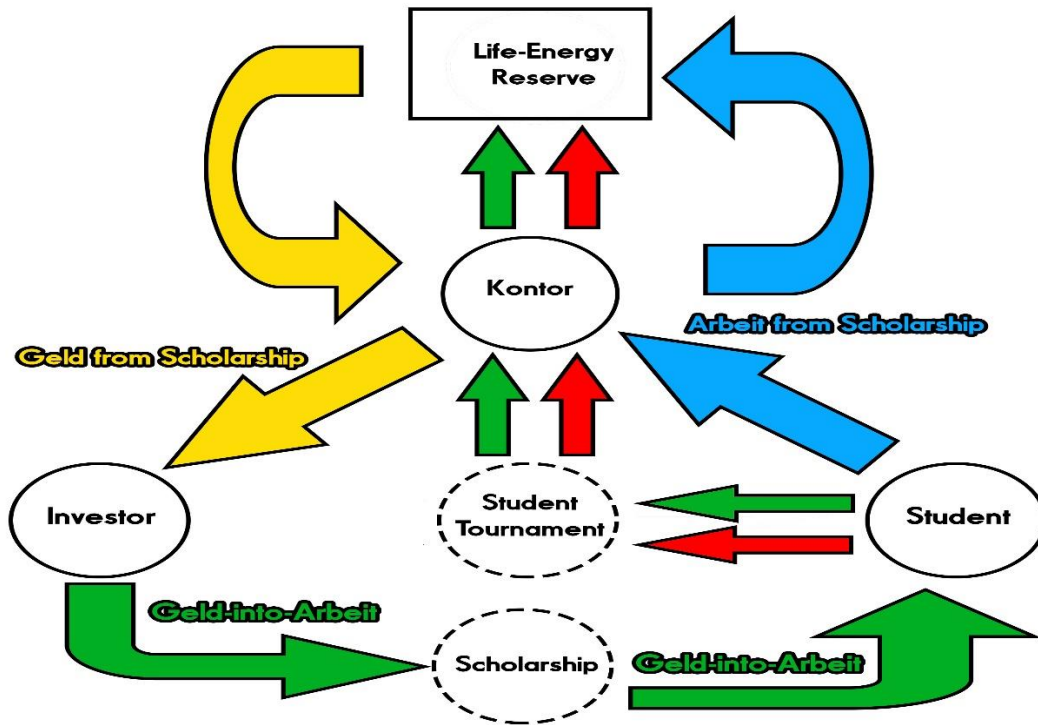 Life-Energy
Reserve
Kontor
Arbeit from Scholarship
Geld from Scholarship
Investor
Student
Tournament
Student
Geld-into-Arbeit
Scholarship
Geld-into-Arbeit